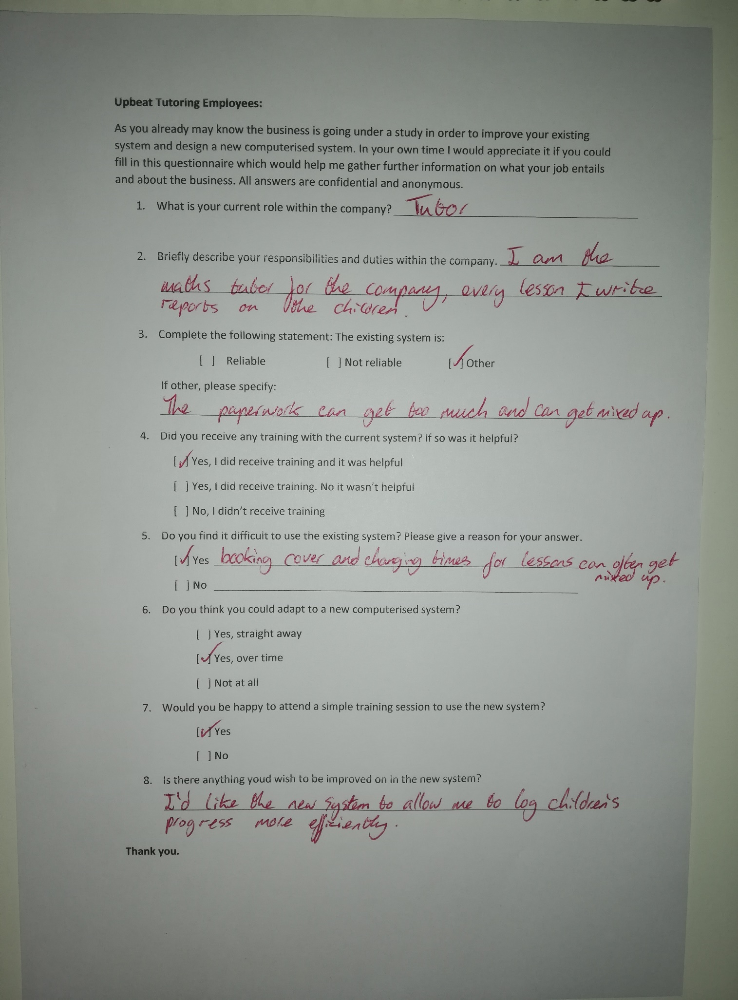 Upbeat Tutoring Employees:
As you already may know the business is going under a study in order to improve your existing
system and design a new computerised system. In your own time I would appreciate it if you could
fill in this questionnaire which would help me gather further information on what your job entails
and about the business. All answers are confidential and anonymous.
1. What is your current role within the company? Tutor
2. Briefly describe your responsibilities and duties within the company. I am the
maths tutor for the company, every lesson I write
reports on the children.
3. Complete the following statement: The existing system is:
[ ] Reliable [ ] Not reliable [✓] Other
If other, please specify:
The paperwork can get too much and can get mixed up.
4. Did you receive any training with the current system? If so was it helpful?
[✓] Yes, I did receive training and it was helpful
[ ] Yes, I did receive training. No it wasn't helpful
[ ] No, I didn't receive training
5. Do you find it difficult to use the existing system? Please give a reason for your answer.
[✓] Yes booking cover and changing times for lessons can often get
mixed up.
[ ] No
6. Do you think you could adapt to a new computerised system?
[ ] Yes, straight away
[✓] Yes, over time
[ ] Not at all
7. Would you be happy to attend a simple training session to use the new system?
[✓] Yes
[ ] No
8. Is there anything youd wish to be improved on in the new system?
I'd like the new system to allow me to log children's
progress more efficiently.
Thank you.